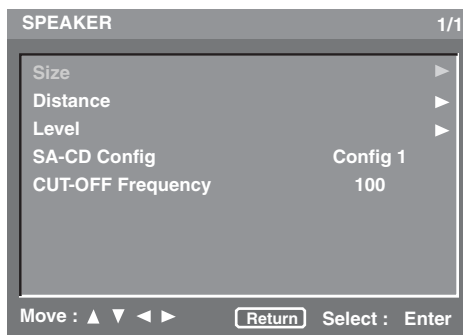 SPEAKER 1/1
Size ►
Distance ►
Level ►
SA-CD Config Config 1
CUT-OFF Frequency 100
Move : ▲ ▼ ◄ ► Return Select : Enter